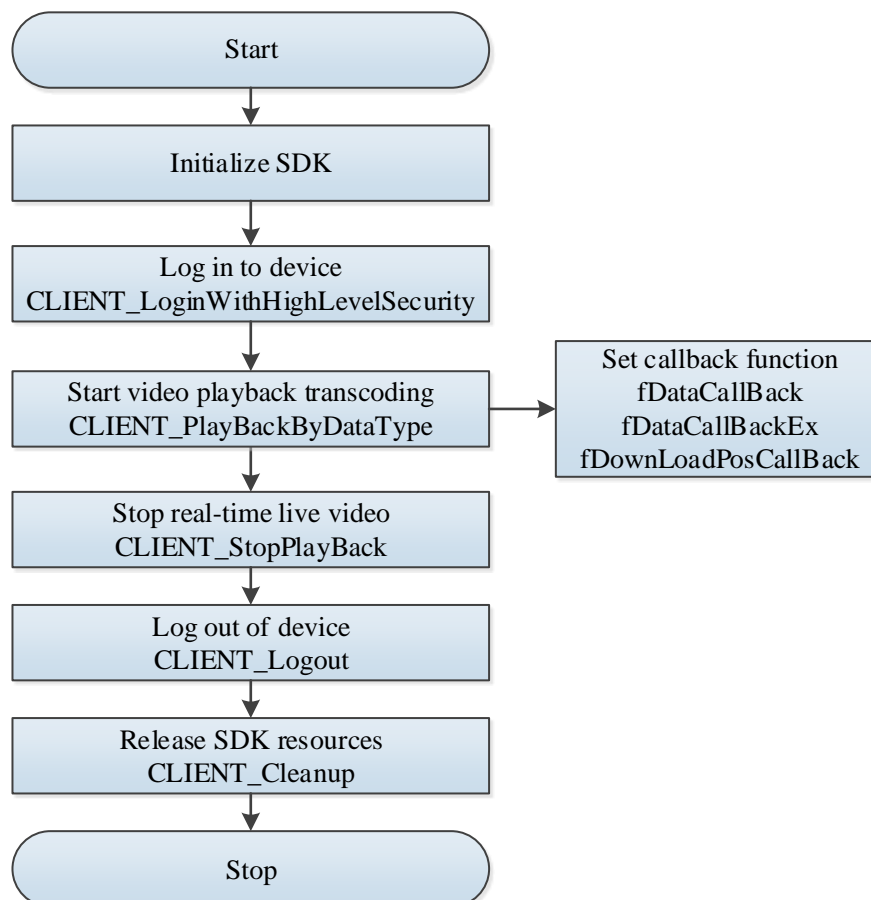 Start
Initialize SDK
Log in to device
CLIENT_LoginWithHighLevelSecurity
Start video playback transcoding
CLIENT_PlayBackByDataType
Set callback function
fDataCallBack
fDataCallBackEx
fDownLoadPosCallBack
Stop real-time live video
CLIENT_StopPlayBack
Log out of device
CLIENT_Logout
Release SDK resources
CLIENT_Cleanup
Stop